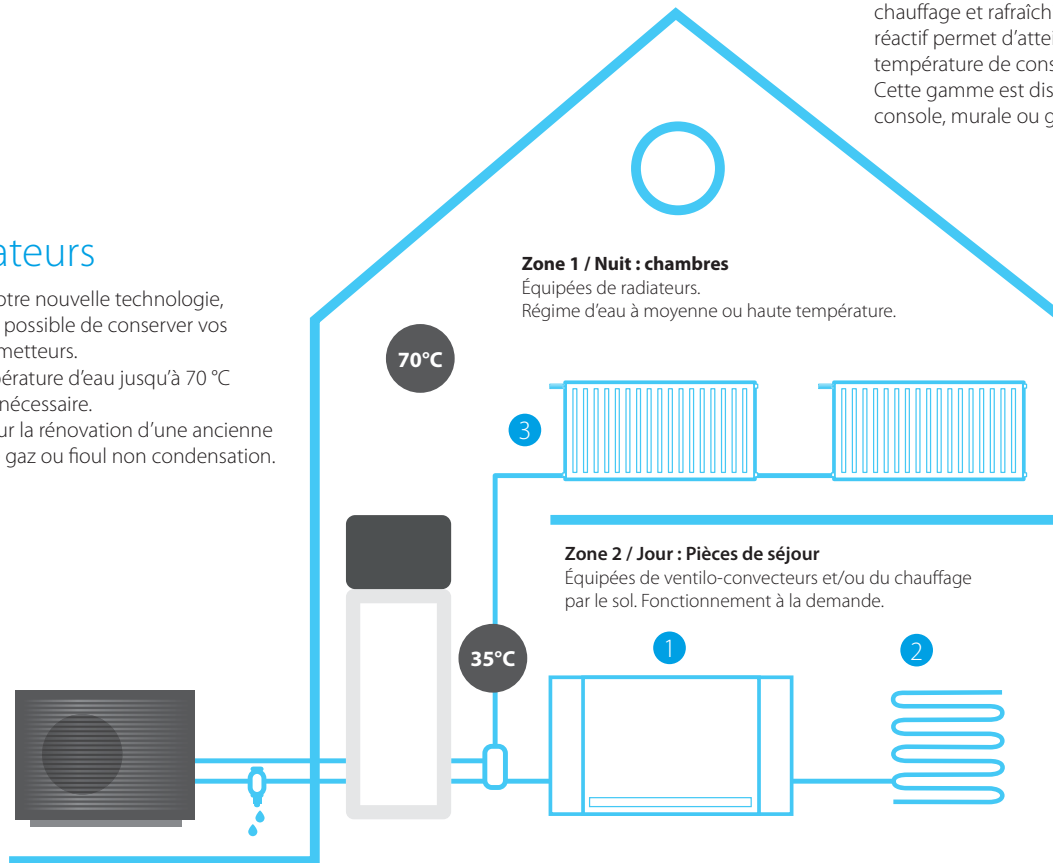 chauffage et rafraîch
réactif permet d'attei
température de cons
Cette gamme est dis
console, murale ou g
ateurs
otre nouvelle technologie,
possible de conserver vos
metteurs.
pérature d'eau jusqu'à 70 °C
nécessaire.
ur la rénovation d'une ancienne
gaz ou fioul non condensation.
Zone 1 / Nuit : chambres
Équipées de radiateurs.
Régime d'eau à moyenne ou haute température.
70°C
3
Zone 2 / Jour : Pièces de séjour
Équipées de ventilo-convecteurs et/ou du chauffage
par le sol. Fonctionnement à la demande.
35°C
1
2